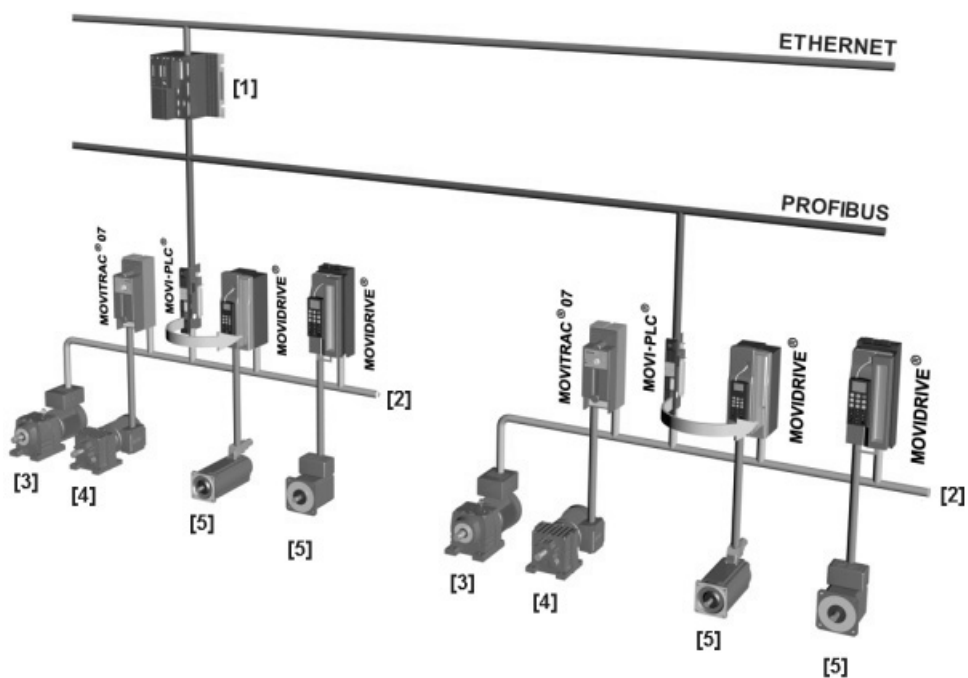 ETHERNET
[1]
PROFIBUS
MOVITRAC® 07
MOVI-PLC®
MOVIDRIVE®
MOVIDRIVE®
[2]
[3]
[4]
[5]
[5]
MOVITRAC® 07
MOVI-PLC®
MOVIDRIVE®
MOVIDRIVE®
[2]
[3]
[4]
[5]
[5]